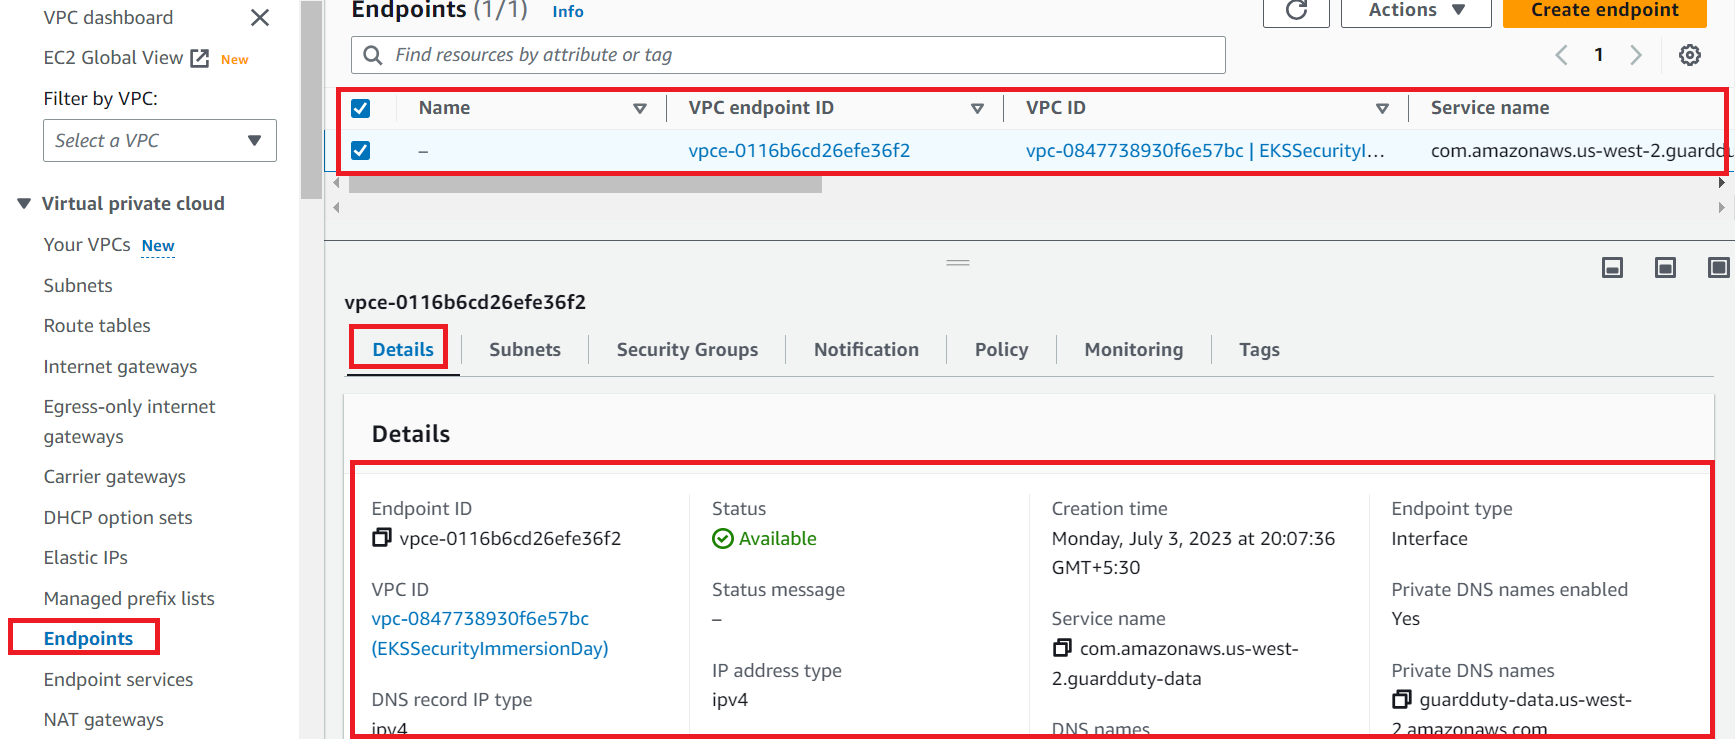 VPC dashboard
EC2 Global View New
Filter by VPC:
Select a VPC
Virtual private cloud
Your VPCs New
Subnets
Route tables
Internet gateways
Egress-only internet
gateways
Carrier gateways
DHCP option sets
Elastic IPs
Managed prefix lists
Endpoints
Endpoint services
NAT gateways
Endpoints (1/1) Info
Actions
Create endpoint
Find resources by attribute or tag
1
Name VPC endpoint ID VPC ID Service name
– vpce-0116b6cd26efe36f2 vpc-0847738930f6e57bc | EKSSecurityI... com.amazonaws.us-west-2.guarddu
vpce-0116b6cd26efe36f2
Details Subnets Security Groups Notification Policy Monitoring Tags
Details
Endpoint ID
vpce-0116b6cd26efe36f2
VPC ID
vpc-0847738930f6e57bc
(EKSSecurityImmersionDay)
DNS record IP type
ipv4
Status
Available
Status message
–
IP address type
ipv4
Creation time
Monday, July 3, 2023 at 20:07:36
GMT+5:30
Service name
com.amazonaws.us-west-
2.guardduty-data
DNS names
Endpoint type
Interface
Private DNS names enabled
Yes
Private DNS names
guardduty-data.us-west-
2.amazonaws.com